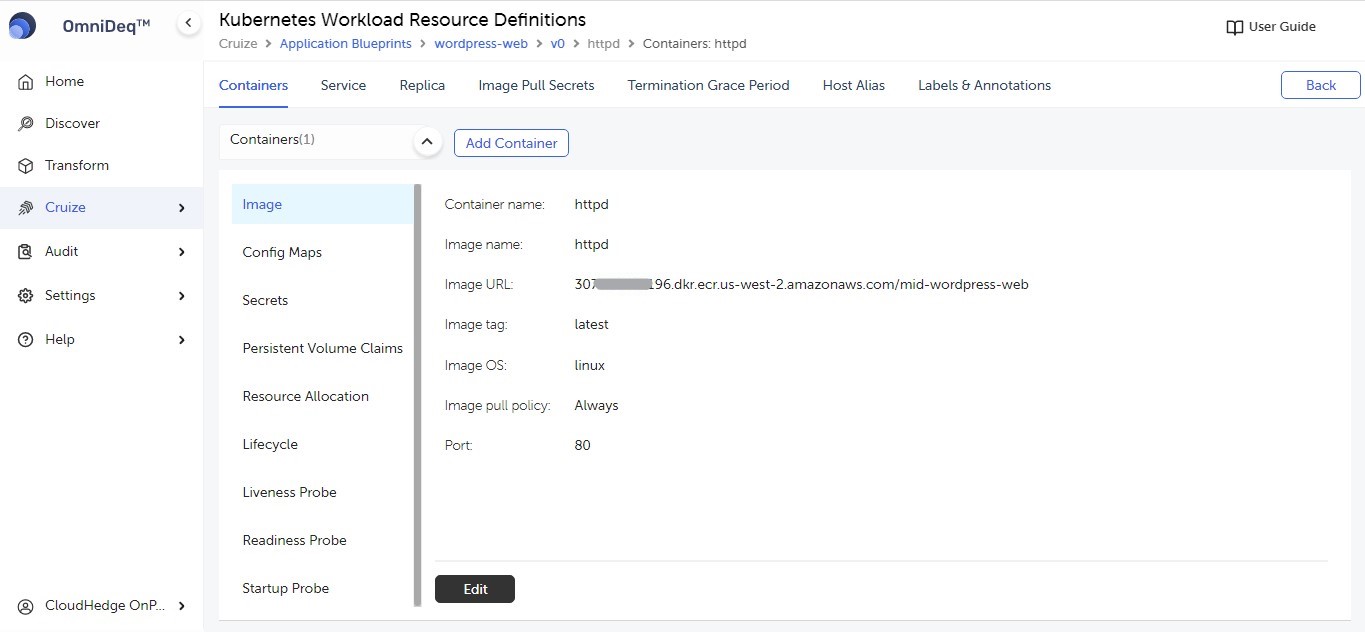 OmniDeq™
Kubernetes Workload Resource Definitions
User Guide
Cruize > Application Blueprints > wordpress-web > v0 > httpd > Containers: httpd
Home
Discover
Transform
Cruize
Audit
Settings
Help
CloudHedge OnP...
Containers Service Replica Image Pull Secrets Termination Grace Period Host Alias Labels & Annotations
Back
Containers(1)
Add Container
Image
Config Maps
Secrets
Persistent Volume Claims
Resource Allocation
Lifecycle
Liveness Probe
Readiness Probe
Startup Probe
Container name: httpd
Image name: httpd
Image URL: 307 196.dkr.ecr.us-west-2.amazonaws.com/mid-wordpress-web
Image tag: latest
Image OS: linux
Image pull policy: Always
Port: 80
Edit